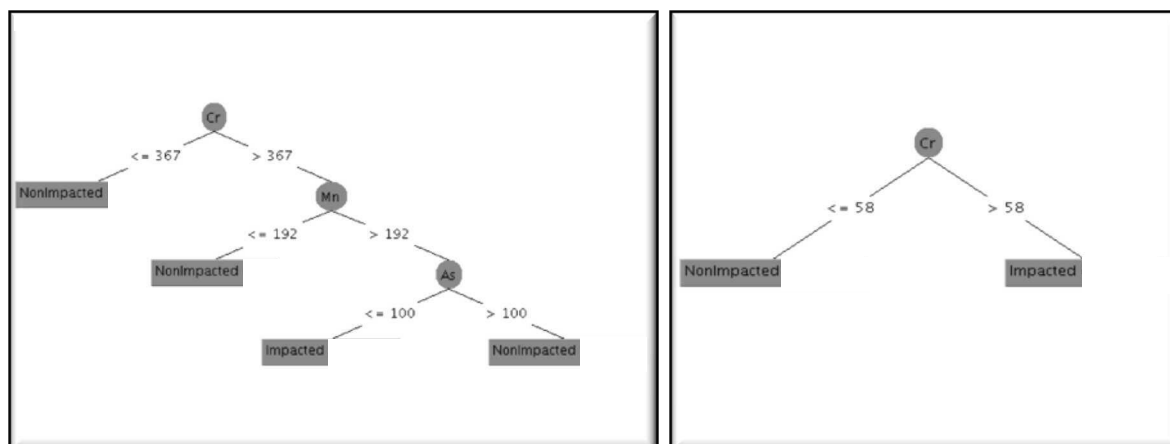 Cr
<= 367 > 367
NonImpacted
Mn
<= 192 > 192
NonImpacted
As
<= 100 > 100
Impacted NonImpacted
Cr
<= 58 > 58
NonImpacted Impacted